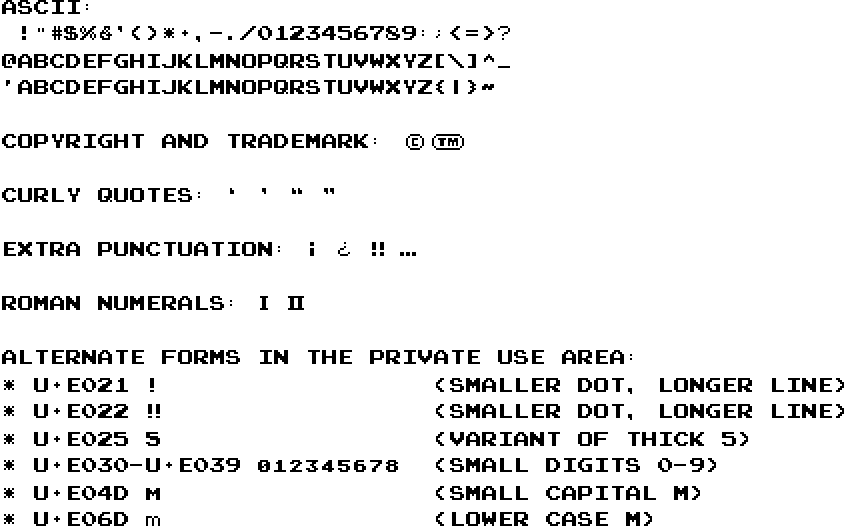 ASCII:
!"#$%&'()*+,-./0123456789:;<=>?
@ABCDEFGHIJKLMNOPQRSTUVWXYZ[\]^_
'ABCDEFGHIJKLMNOPQRSTUVWXYZ{|}~
COPYRIGHT AND TRADEMARK: © ™
CURLY QUOTES: ‘ ’ “ ”
EXTRA PUNCTUATION: ¡ ¿ ‼ …
ROMAN NUMERALS: Ⅰ Ⅱ
ALTERNATE FORMS IN THE PRIVATE USE AREA:
* U+E021 ! (SMALLER DOT, LONGER LINE)
* U+E022 ‼ (SMALLER DOT, LONGER LINE)
* U+E025 5 (VARIANT OF THICK 5)
* U+E030-U+E039 012345678 (SMALL DIGITS 0-9)
* U+E04D M (SMALL CAPITAL M)
* U+E06D m (LOWER CASE M)